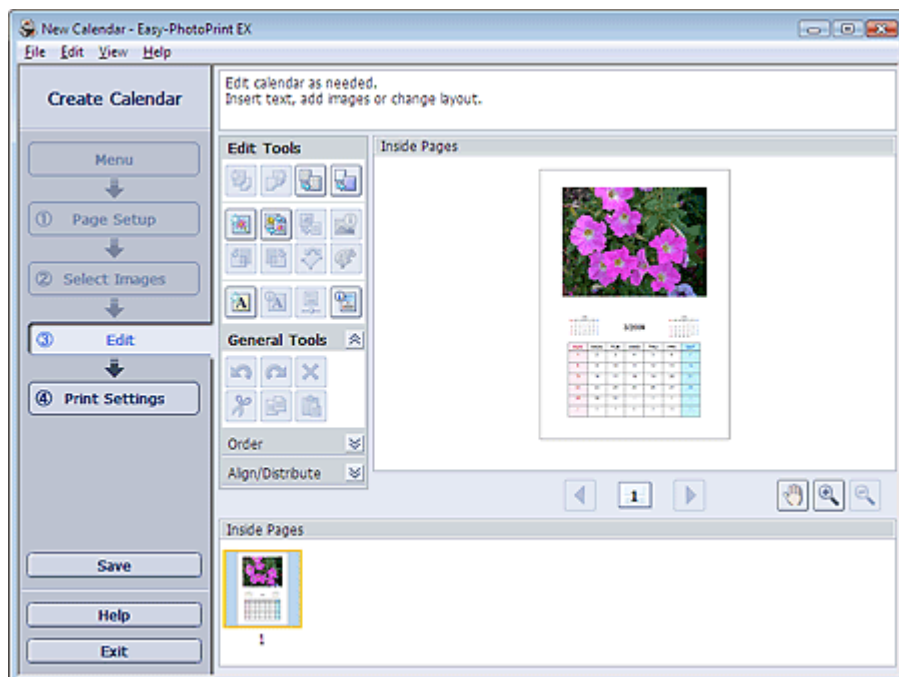 New Calendar - Easy-PhotoPrint EX
File Edit View Help
Create Calendar
Menu
① Page Setup
② Select Images
③ Edit
④ Print Settings
Save
Help
Exit
Edit calendar as needed.
Insert text, add images or change layout.
Edit Tools
General Tools
Order
Align/Distribute
Inside Pages
1
Inside Pages
1